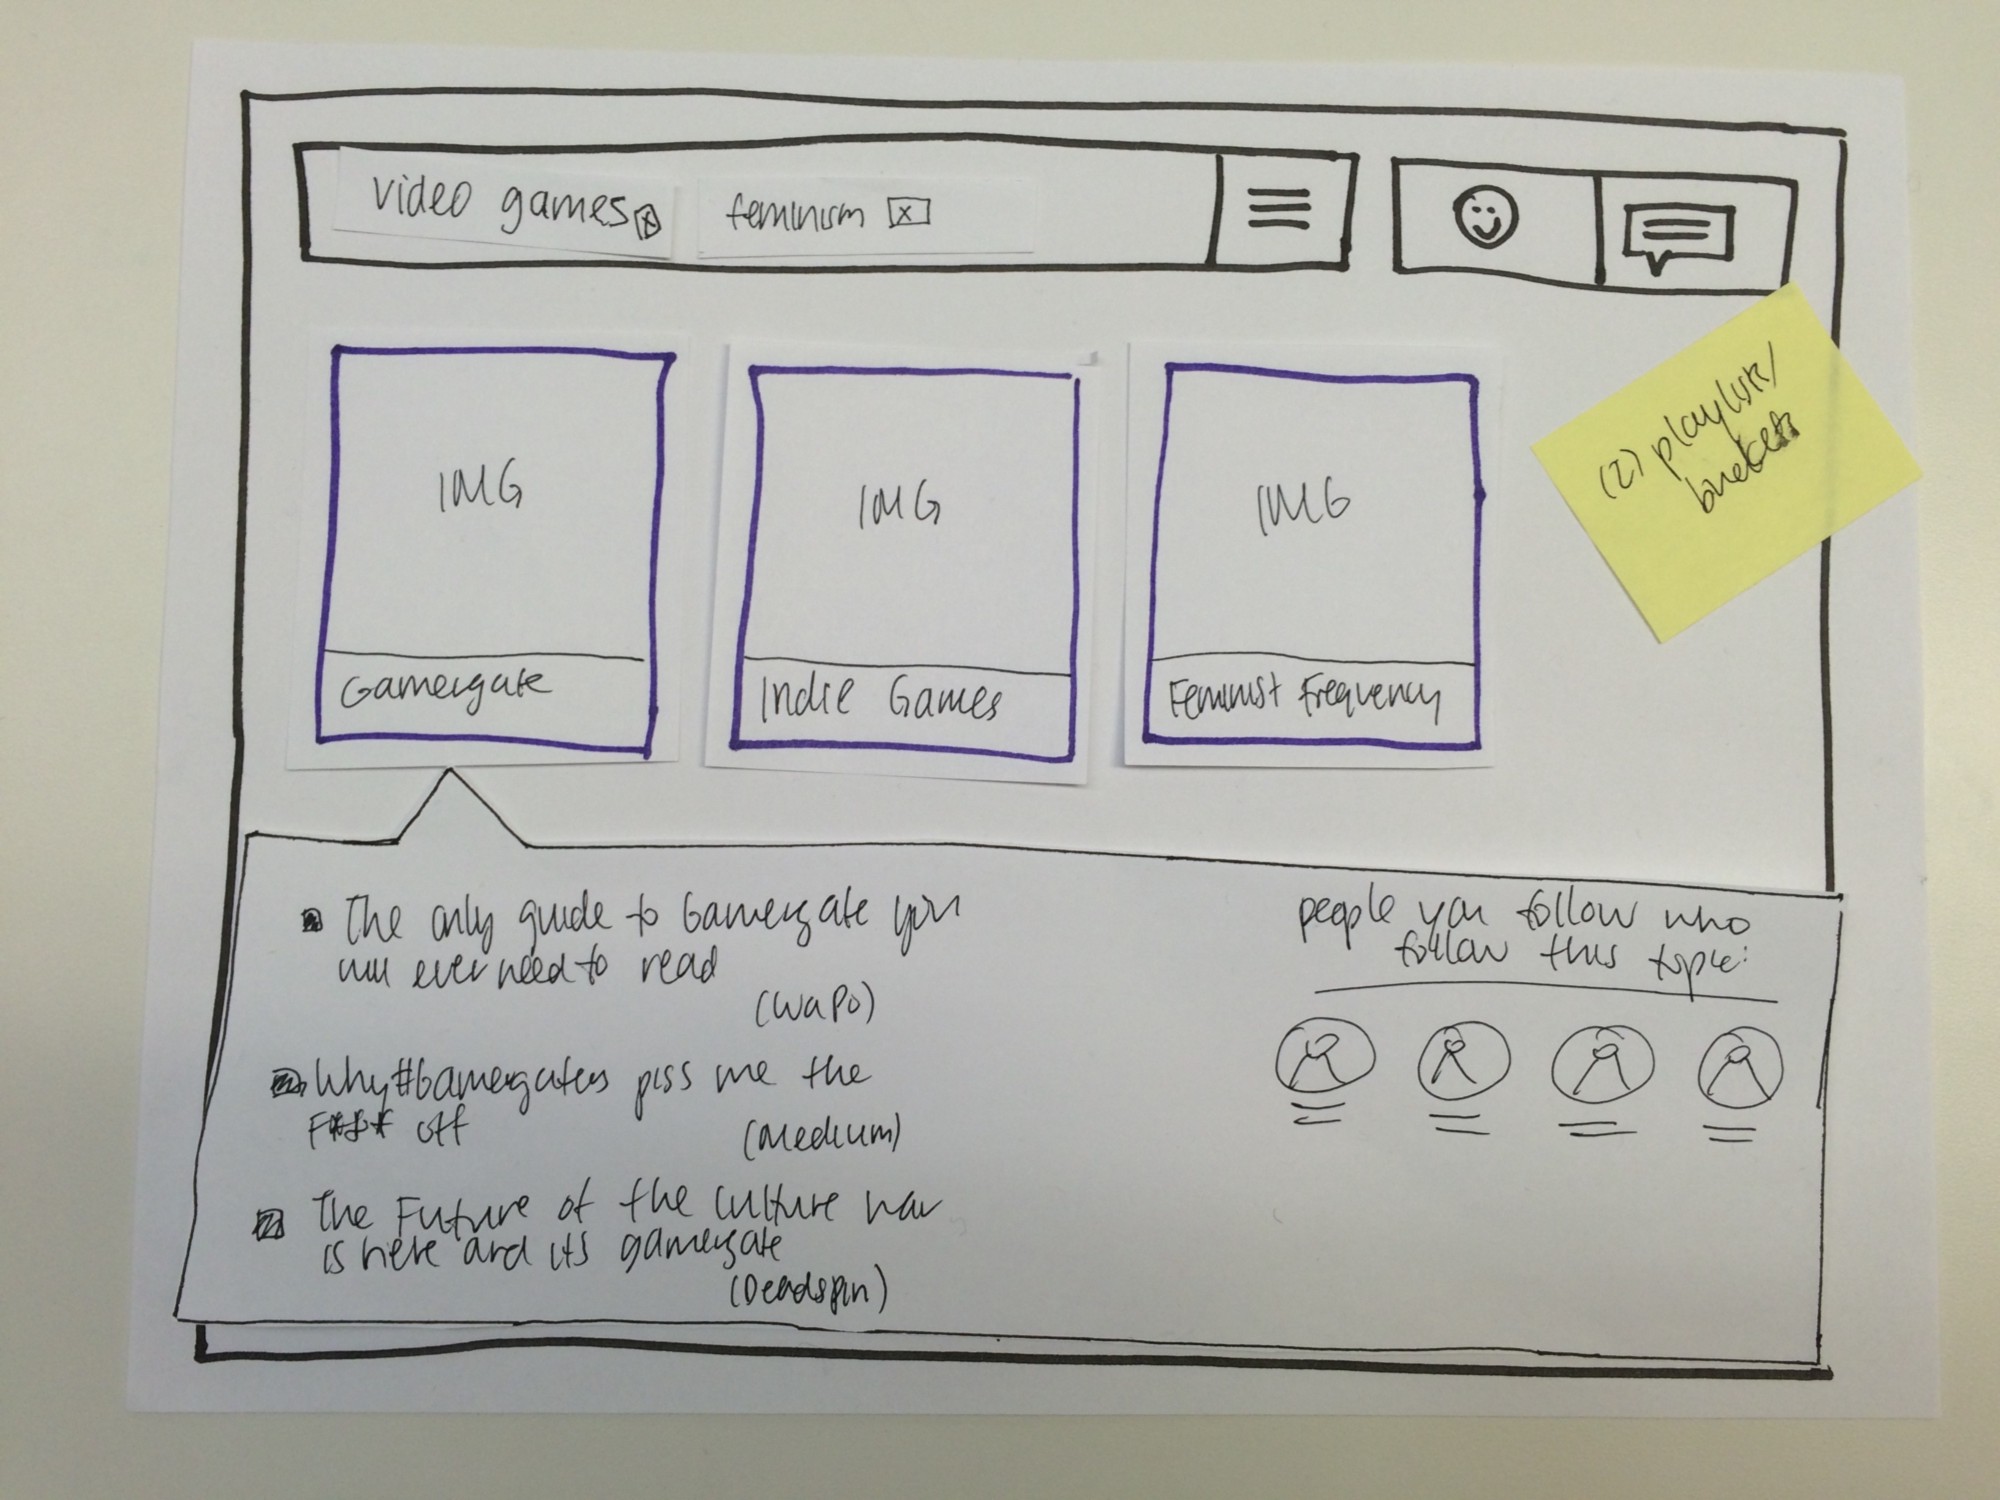 video games x
feminism x
(2) playlists/
buckets
IMG
IMG
IMG
Gamergate
Indie Games
Feminist Frequency
The only guide to Gamergate you
will ever need to read
(WaPo)
Why #Gamergaters piss me the
F*** off
(Medium)
The Future of the Culture war
is here and its gamergate
(Deadspin)
people you follow who
follow this topic: